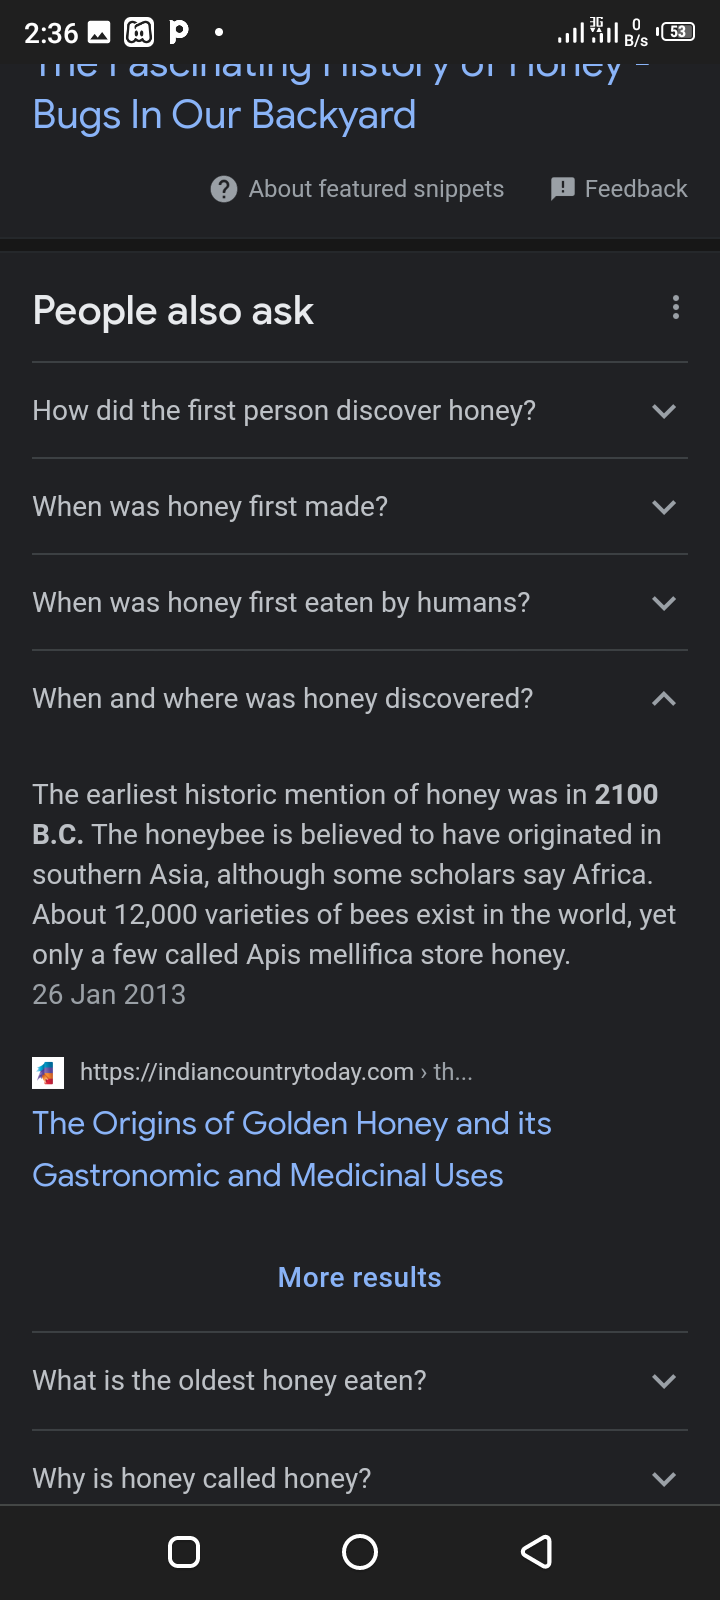 2:36
3G
0
B/s
53
The Fascinating History of Honey -
Bugs In Our Backyard
About featured snippets
Feedback
People also ask
How did the first person discover honey?
When was honey first made?
When was honey first eaten by humans?
When and where was honey discovered?
The earliest historic mention of honey was in 2100
B.C. The honeybee is believed to have originated in
southern Asia, although some scholars say Africa.
About 12,000 varieties of bees exist in the world, yet
only a few called Apis mellifica store honey.
26 Jan 2013
https://indiancountrytoday.com › th...
The Origins of Golden Honey and its
Gastronomic and Medicinal Uses
More results
What is the oldest honey eaten?
Why is honey called honey?